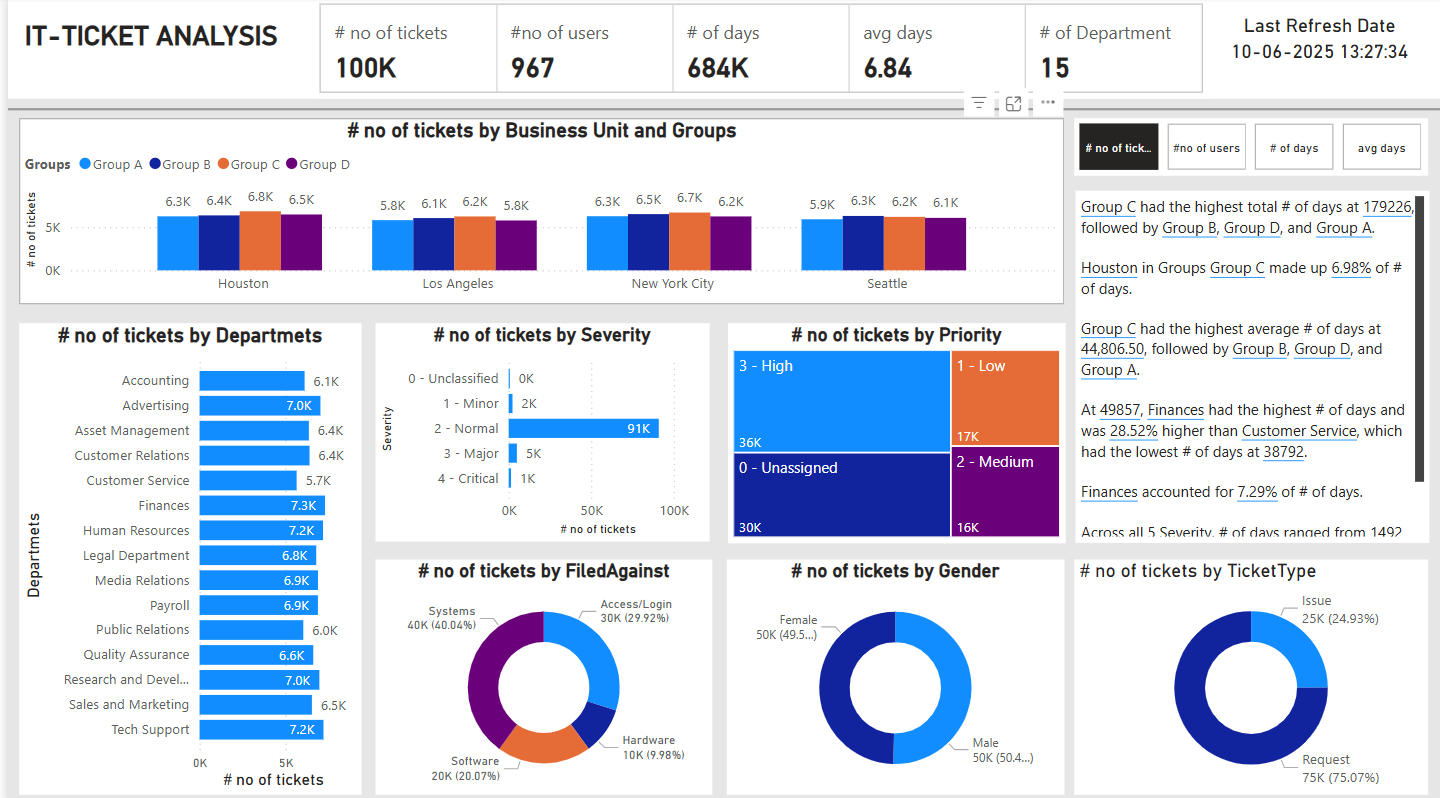 IT-TICKET ANALYSIS
# no of tickets
100K
#no of users
967
# of days
684K
avg days
6.84
# of Department
15
Last Refresh Date
10-06-2025 13:27:34
# no of tickets by Business Unit and Groups
Groups Group A Group B Group C Group D
# no of tickets
5K
0K
6.3K 6.4K 6.8K 6.5K
5.8K 6.1K 6.2K 5.8K
6.3K 6.5K 6.7K 6.2K
5.9K 6.3K 6.2K 6.1K
Houston
Los Angeles
New York City
Seattle
# no of tick...
#no of users
# of days
avg days
Group C had the highest total # of days at 179226,
followed by Group B, Group D, and Group A.
Houston in Groups Group C made up 6.98% of #
of days.
Group C had the highest average # of days at
44,806.50, followed by Group B, Group D, and
Group A.
At 49857, Finances had the highest # of days and
was 28.52% higher than Customer Service, which
had the lowest # of days at 38792.
Finances accounted for 7.29% of # of days.
Across all 5 Severity, # of days ranged from 1492
# no of tickets by Departmets
Departmets
Accounting 6.1K
Advertising 7.0K
Asset Management 6.4K
Customer Relations 6.4K
Customer Service 5.7K
Finances 7.3K
Human Resources 7.2K
Legal Department 6.8K
Media Relations 6.9K
Payroll 6.9K
Public Relations 6.0K
Quality Assurance 6.6K
Research and Devel... 7.0K
Sales and Marketing 6.5K
Tech Support 7.2K
0K 5K
# no of tickets
# no of tickets by Severity
Severity
0 - Unclassified 0K
1 - Minor 2K
2 - Normal 91K
3 - Major 5K
4 - Critical 1K
0K 50K 100K
# no of tickets
# no of tickets by Priority
3 - High
36K
1 - Low
17K
0 - Unassigned
30K
2 - Medium
16K
# no of tickets by FiledAgainst
Systems
40K (40.04%)
Access/Login
30K (29.92%)
Hardware
10K (9.98%)
Software
20K (20.07%)
# no of tickets by Gender
Female
50K (49.5...)
Male
50K (50.4...)
# no of tickets by TicketType
Issue
25K (24.93%)
Request
75K (75.07%)